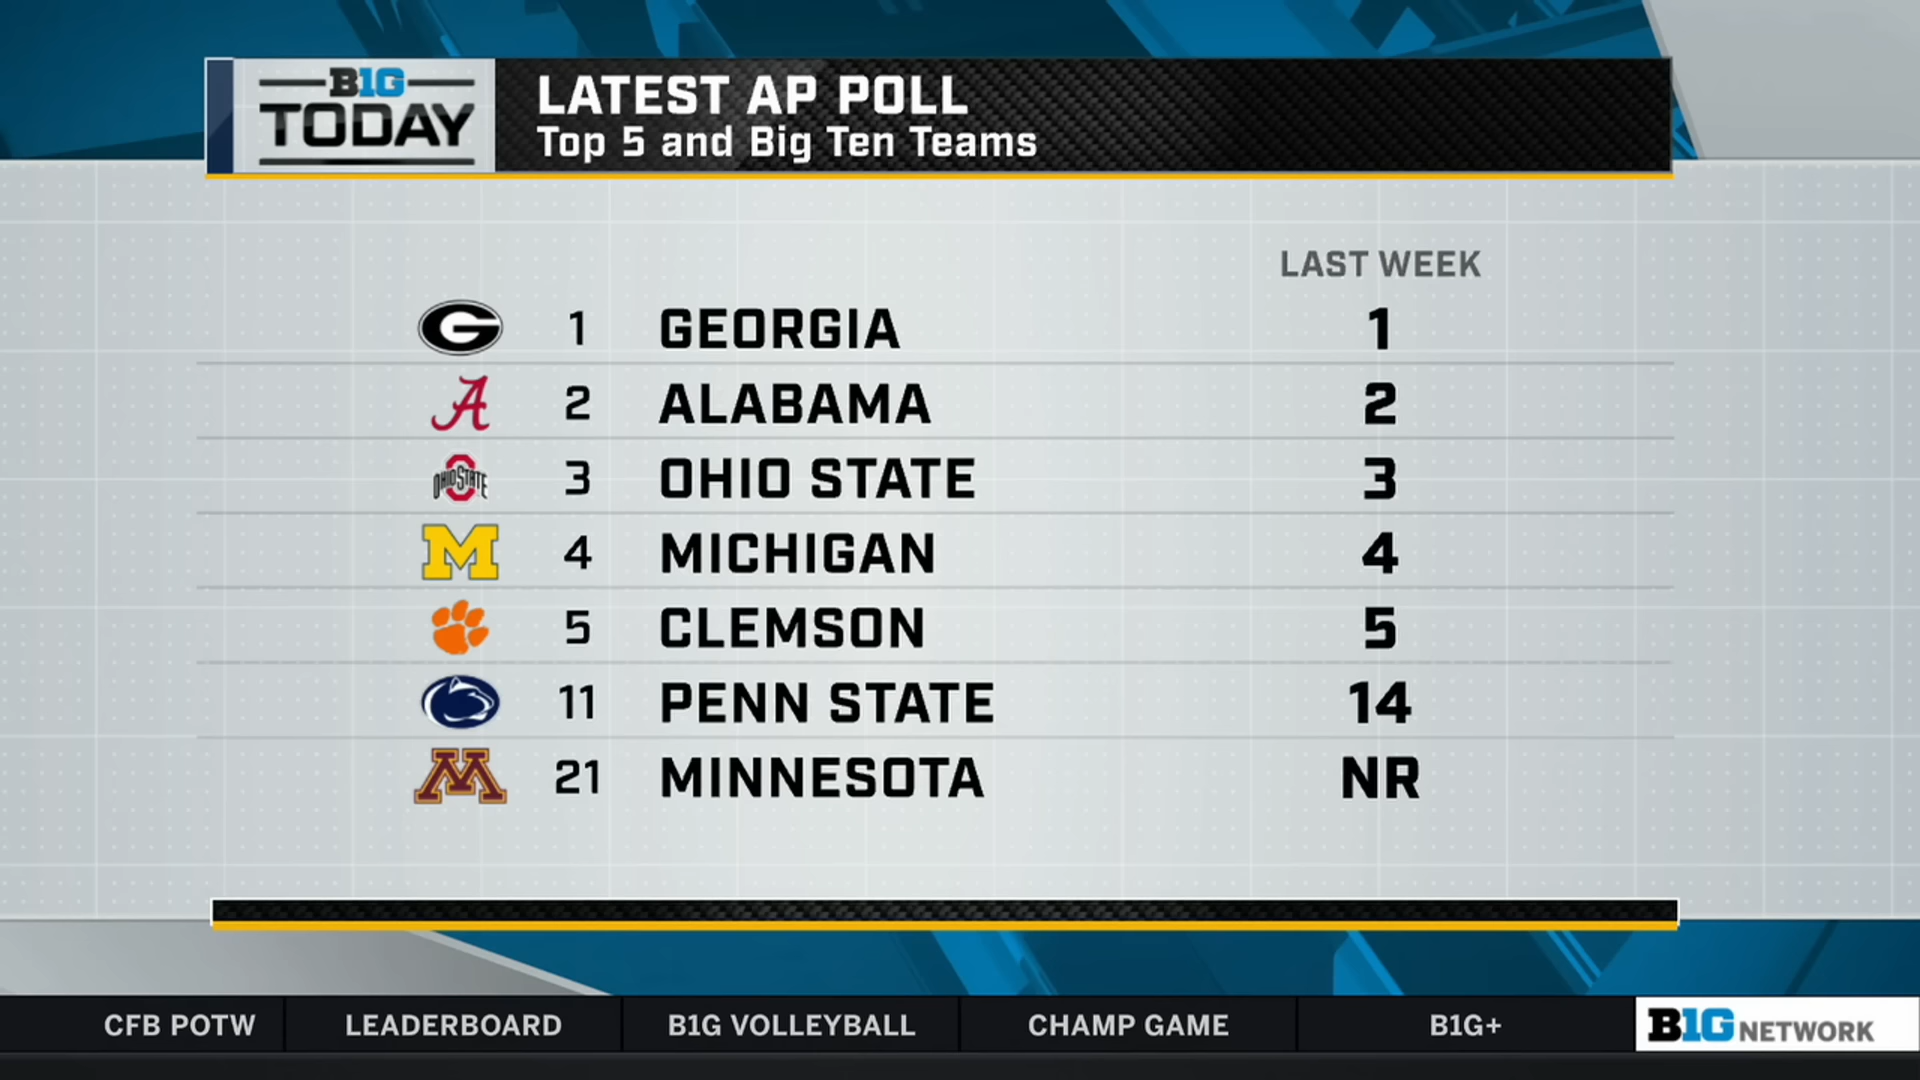 B1G
TODAY
LATEST AP POLL
Top 5 and Big Ten Teams
LAST WEEK
G 1 GEORGIA 1
A 2 ALABAMA 2
OHIO STATE 3 OHIO STATE 3
M 4 MICHIGAN 4
5 CLEMSON 5
11 PENN STATE 14
M 21 MINNESOTA NR
CFB POTW LEADERBOARD B1G VOLLEYBALL CHAMP GAME B1G+ B1G NETWORK